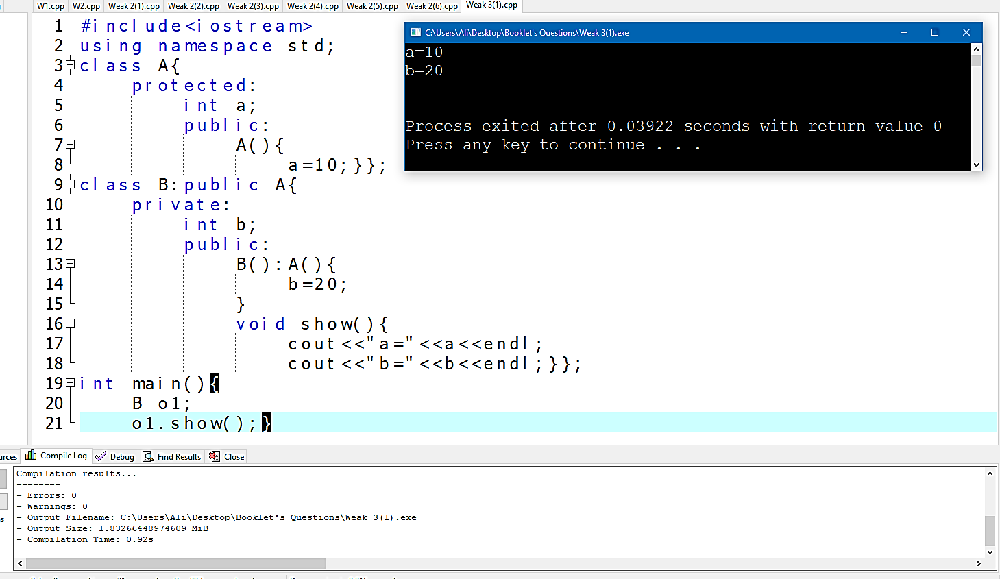 W1.cpp W2.cpp Weak 2(1).cpp Weak 2(2).cpp Weak 2(3).cpp Weak 2(4).cpp Weak 2(5).cpp Weak 2(6).cpp Weak 3(1).cpp
1 #include<iostream>
2 using namespace std;
3 class A{
4 protected:
5 int a;
6 public:
7 A(){
8 a=10;}};
9 class B:public A{
10 private:
11 int b;
12 public:
13 B():A(){
14 b=20;
15 }
16 void show(){
17 cout<<"a="<<a<<endl;
18 cout<<"b="<<b<<endl;}};
19 int main(){
20 B o1;
21 o1.show();}
C:\Users\Ali\Desktop\Booklet's Questions\Weak 3(1).exe
a=10
b=20
--------------------------------
Process exited after 0.03922 seconds with return value 0
Press any key to continue . . .
urces Compile Log Debug Find Results Close
Compilation results...
--------
- Errors: 0
- Warnings: 0
- Output Filename: C:\Users\Ali\Desktop\Booklet's Questions\Weak 3(1).exe
- Output Size: 1.83266448974609 MiB
- Compilation Time: 0.92s